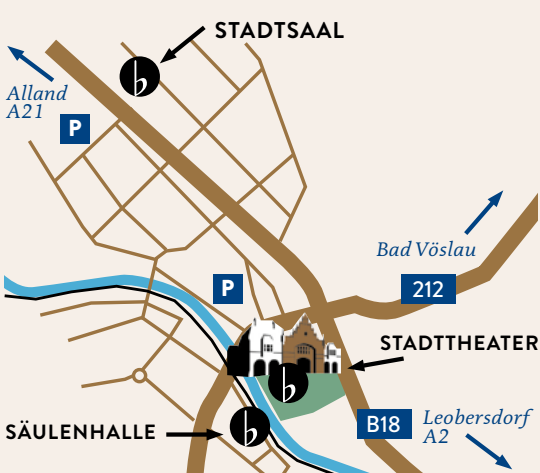 STADTSAAL
Alland
A21
P
Bad Vöslau
P
212
STADTTHEATER
b
b
b
B18
Leobersdorf
A2
SÄULENHALLE